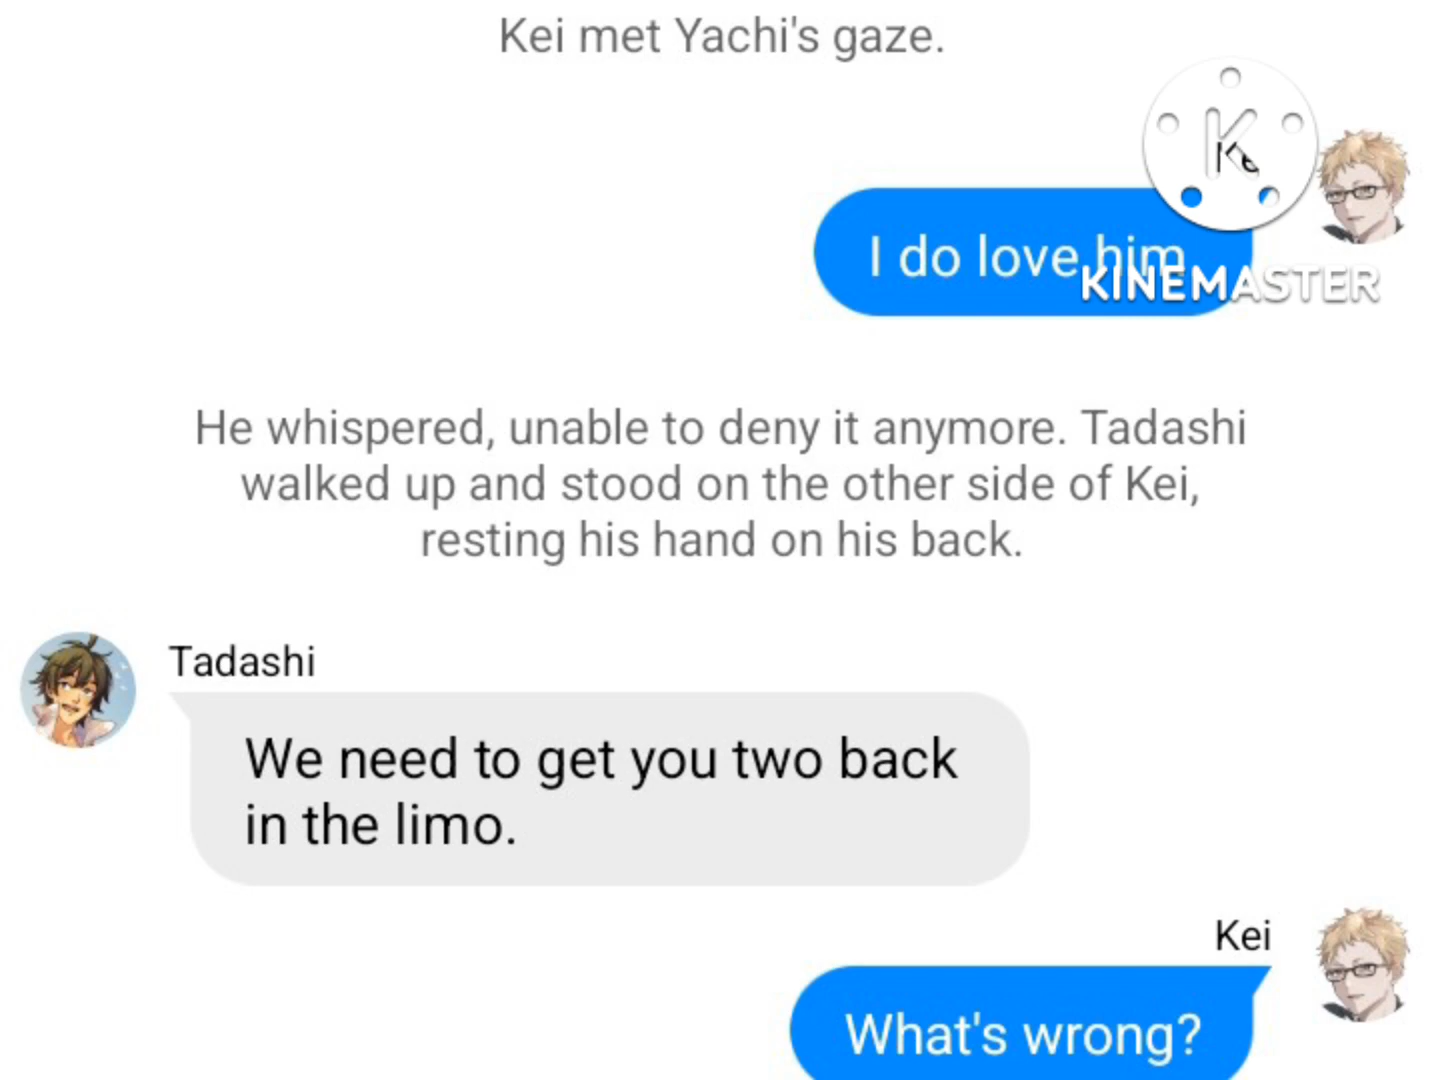 Kei met Yachi's gaze.
Ke
K
I do love him
KINEMASTER
He whispered, unable to deny it anymore. Tadashi
walked up and stood on the other side of Kei,
resting his hand on his back.
Tadashi
We need to get you two back
in the limo.
Kei
What's wrong?